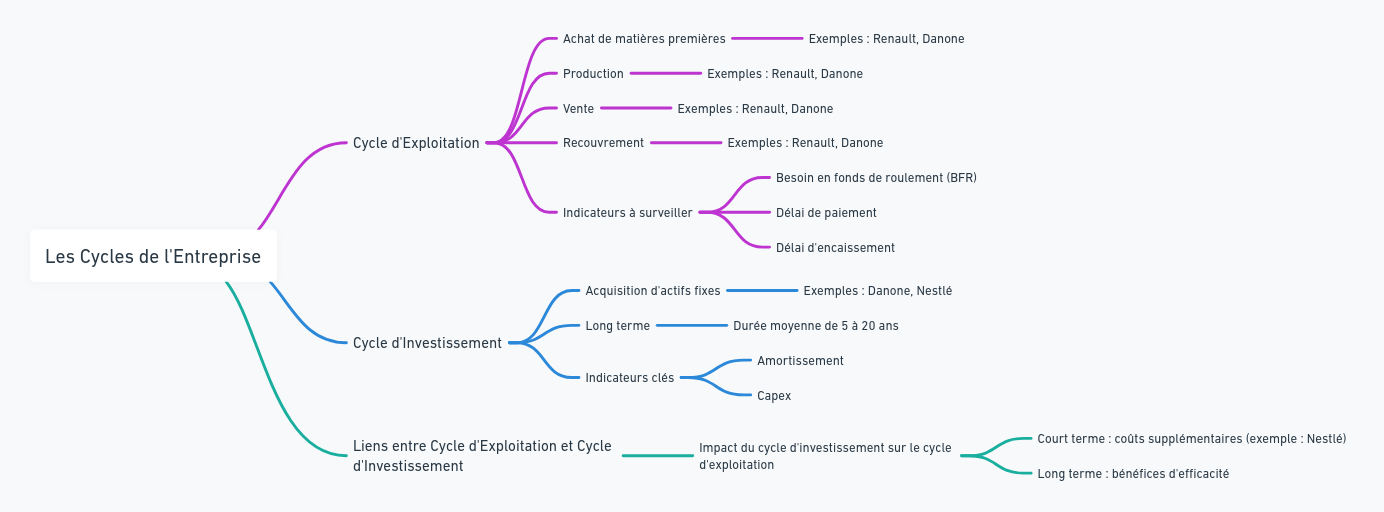 Les Cycles de l'Entreprise
Cycle d'Exploitation
Achat de matières premières
Exemples : Renault, Danone
Production
Exemples : Renault, Danone
Vente
Exemples : Renault, Danone
Recouvrement
Exemples : Renault, Danone
Indicateurs à surveiller
Besoin en fonds de roulement (BFR)
Délai de paiement
Délai d'encaissement
Cycle d'Investissement
Acquisition d'actifs fixes
Exemples : Danone, Nestlé
Long terme
Durée moyenne de 5 à 20 ans
Indicateurs clés
Amortissement
Capex
Liens entre Cycle d'Exploitation et Cycle
d'Investissement
Impact du cycle d'investissement sur le cycle
d'exploitation
Court terme : coûts supplémentaires (exemple : Nestlé)
Long terme : bénéfices d'efficacité